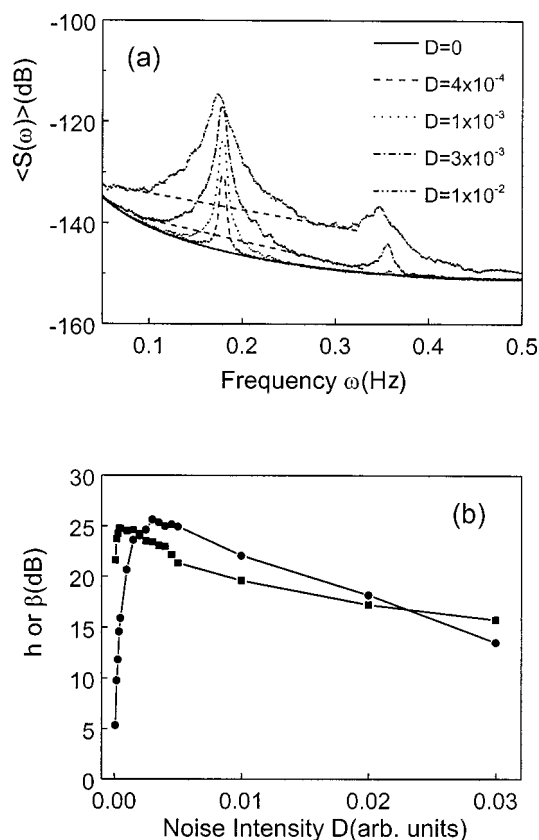 -100
-120
-140
-160
<S(ω)>(dB)
(a)
D=0
D=4x10⁻⁴
D=1x10⁻³
D=3x10⁻³
D=1x10⁻²
0.1 0.2 0.3 0.4 0.5
Frequency ω(Hz)
30
25
20
15
10
5
0
h or β(dB)
(b)
0.00 0.01 0.02 0.03
Noise Intensity D(arb. units)